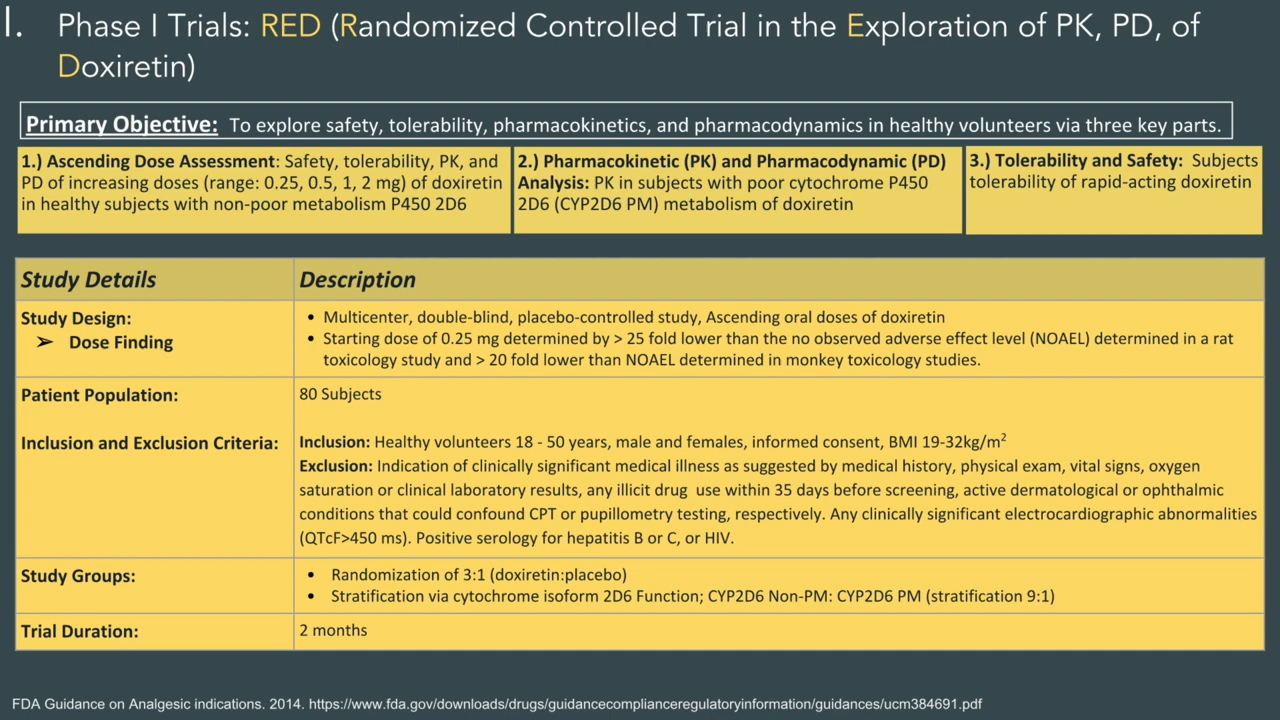 I. Phase I Trials: RED (Randomized Controlled Trial in the Exploration of PK, PD, of
Doxiretin)
Primary Objective: To explore safety, tolerability, pharmacokinetics, and pharmacodynamics in healthy volunteers via three key parts.
1.) Ascending Dose Assessment: Safety, tolerability, PK, and
PD of increasing doses (range: 0.25, 0.5, 1, 2 mg) of doxiretin
in healthy subjects with non-poor metabolism P450 2D6
2.) Pharmacokinetic (PK) and Pharmacodynamic (PD)
Analysis: PK in subjects with poor cytochrome P450
2D6 (CYP2D6 PM) metabolism of doxiretin
3.) Tolerability and Safety: Subjects
tolerability of rapid-acting doxiretin
Study Details
Description
Study Design:
➢ Dose Finding
• Multicenter, double-blind, placebo-controlled study, Ascending oral doses of doxiretin
• Starting dose of 0.25 mg determined by > 25 fold lower than the no observed adverse effect level (NOAEL) determined in a rat
toxicology study and > 20 fold lower than NOAEL determined in monkey toxicology studies.
Patient Population:
80 Subjects
Inclusion and Exclusion Criteria:
Inclusion: Healthy volunteers 18 - 50 years, male and females, informed consent, BMI 19-32kg/m²
Exclusion: Indication of clinically significant medical illness as suggested by medical history, physical exam, vital signs, oxygen
saturation or clinical laboratory results, any illicit drug use within 35 days before screening, active dermatological or ophthalmic
conditions that could confound CPT or pupillometry testing, respectively. Any clinically significant electrocardiographic abnormalities
(QTcF>450 ms). Positive serology for hepatitis B or C, or HIV.
Study Groups:
• Randomization of 3:1 (doxiretin:placebo)
• Stratification via cytochrome isoform 2D6 Function; CYP2D6 Non-PM: CYP2D6 PM (stratification 9:1)
Trial Duration:
2 months
FDA Guidance on Analgesic indications. 2014. https://www.fda.gov/downloads/drugs/guidancecomplianceregulatoryinformation/guidances/ucm384691.pdf